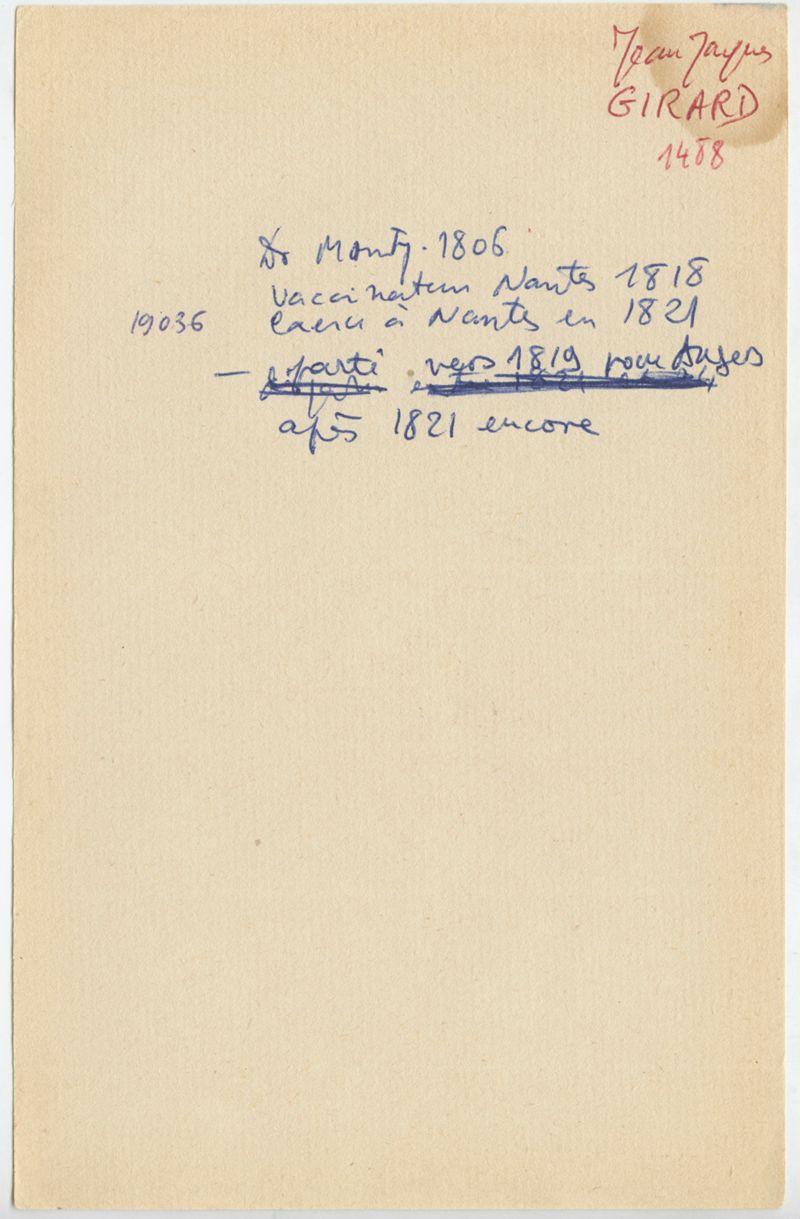 Jean Jacques
GIRARD
1488
Dr Montp. 1806
vaccinateur Nantes 1818
19036 exerce à Nantes en 1821
— parti vers 1819 pour Angers
après 1821 encore